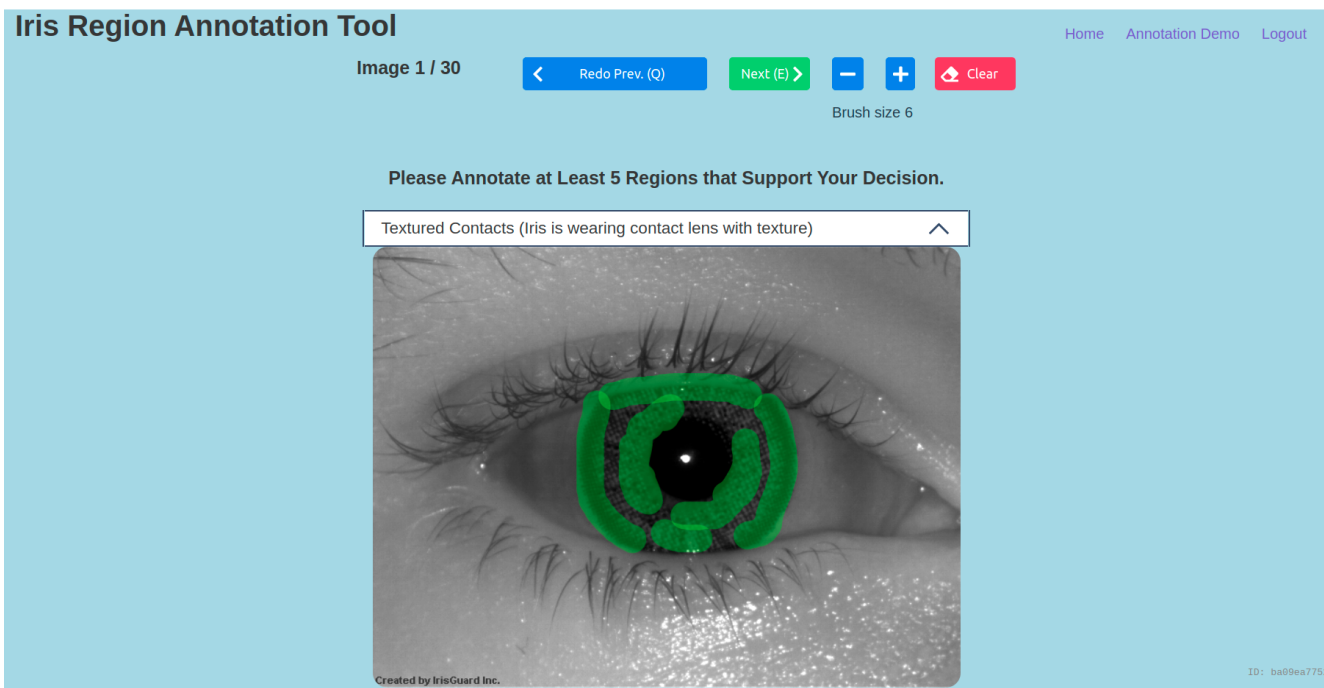 Iris Region Annotation Tool
Home Annotation Demo Logout
Image 1 / 30
Redo Prev. (Q)
Next (E)
Clear
Brush size 6
Please Annotate at Least 5 Regions that Support Your Decision.
Textured Contacts (Iris is wearing contact lens with texture)
Created by IrisGuard Inc.
ID: ba09ea775